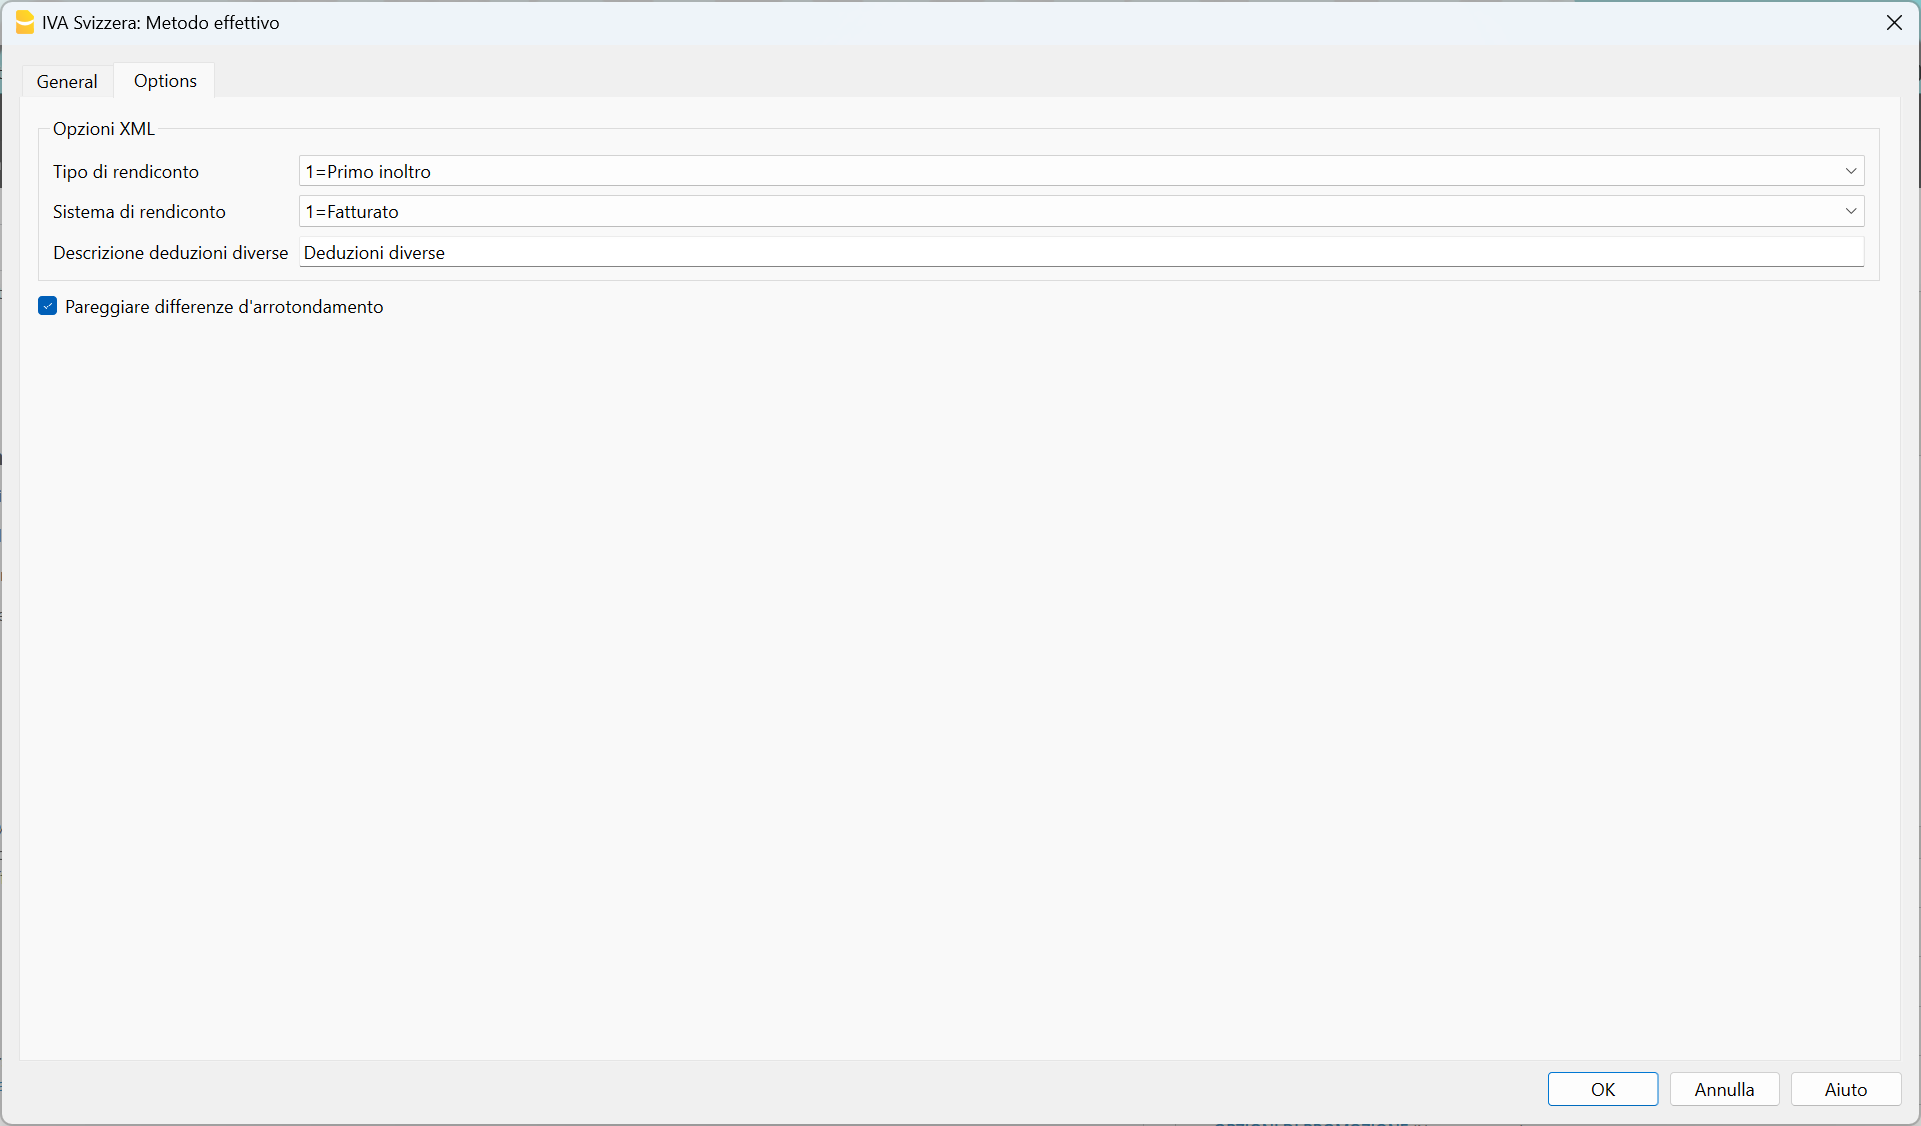 IVA Svizzera: Metodo effettivo
General Options
Opzioni XML
Tipo di rendiconto 1=Primo inoltro
Sistema di rendiconto 1=Fatturato
Descrizione deduzioni diverse Deduzioni diverse
Pareggiare differenze d'arrotondamento
OK Annulla Aiuto